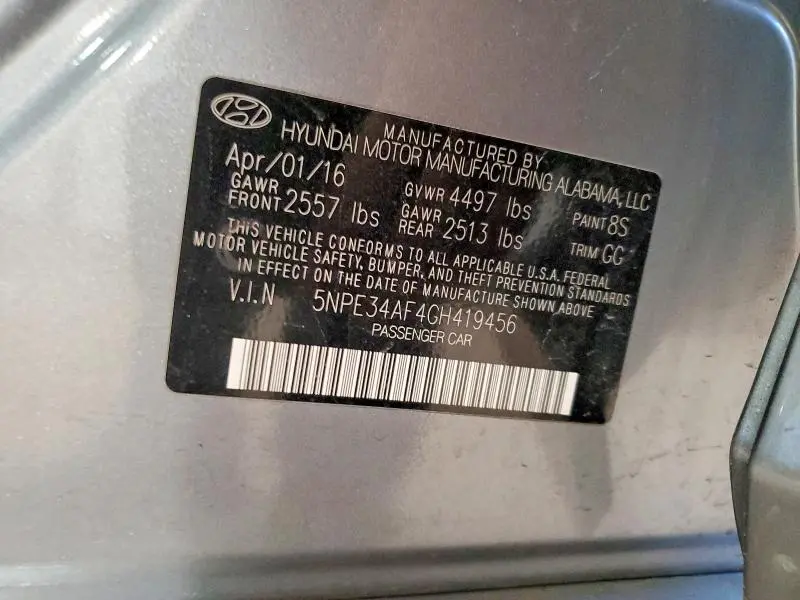 MANUFACTURED BY
HYUNDAI MOTOR MANUFACTURING ALABAMA, LLC
Apr/01/16 GVWR 4497 lbs PAINT 8S
GAWR FRONT 2557 lbs GAWR REAR 2513 lbs TRIM GG
THIS VEHICLE CONFORMS TO ALL APPLICABLE U.S.A. FEDERAL
MOTOR VEHICLE SAFETY, BUMPER, AND THEFT PREVENTION STANDARDS
IN EFFECT ON THE DATE OF MANUFACTURE SHOWN ABOVE
V.I.N 5NPE34AF4GH419456
PASSENGER CAR